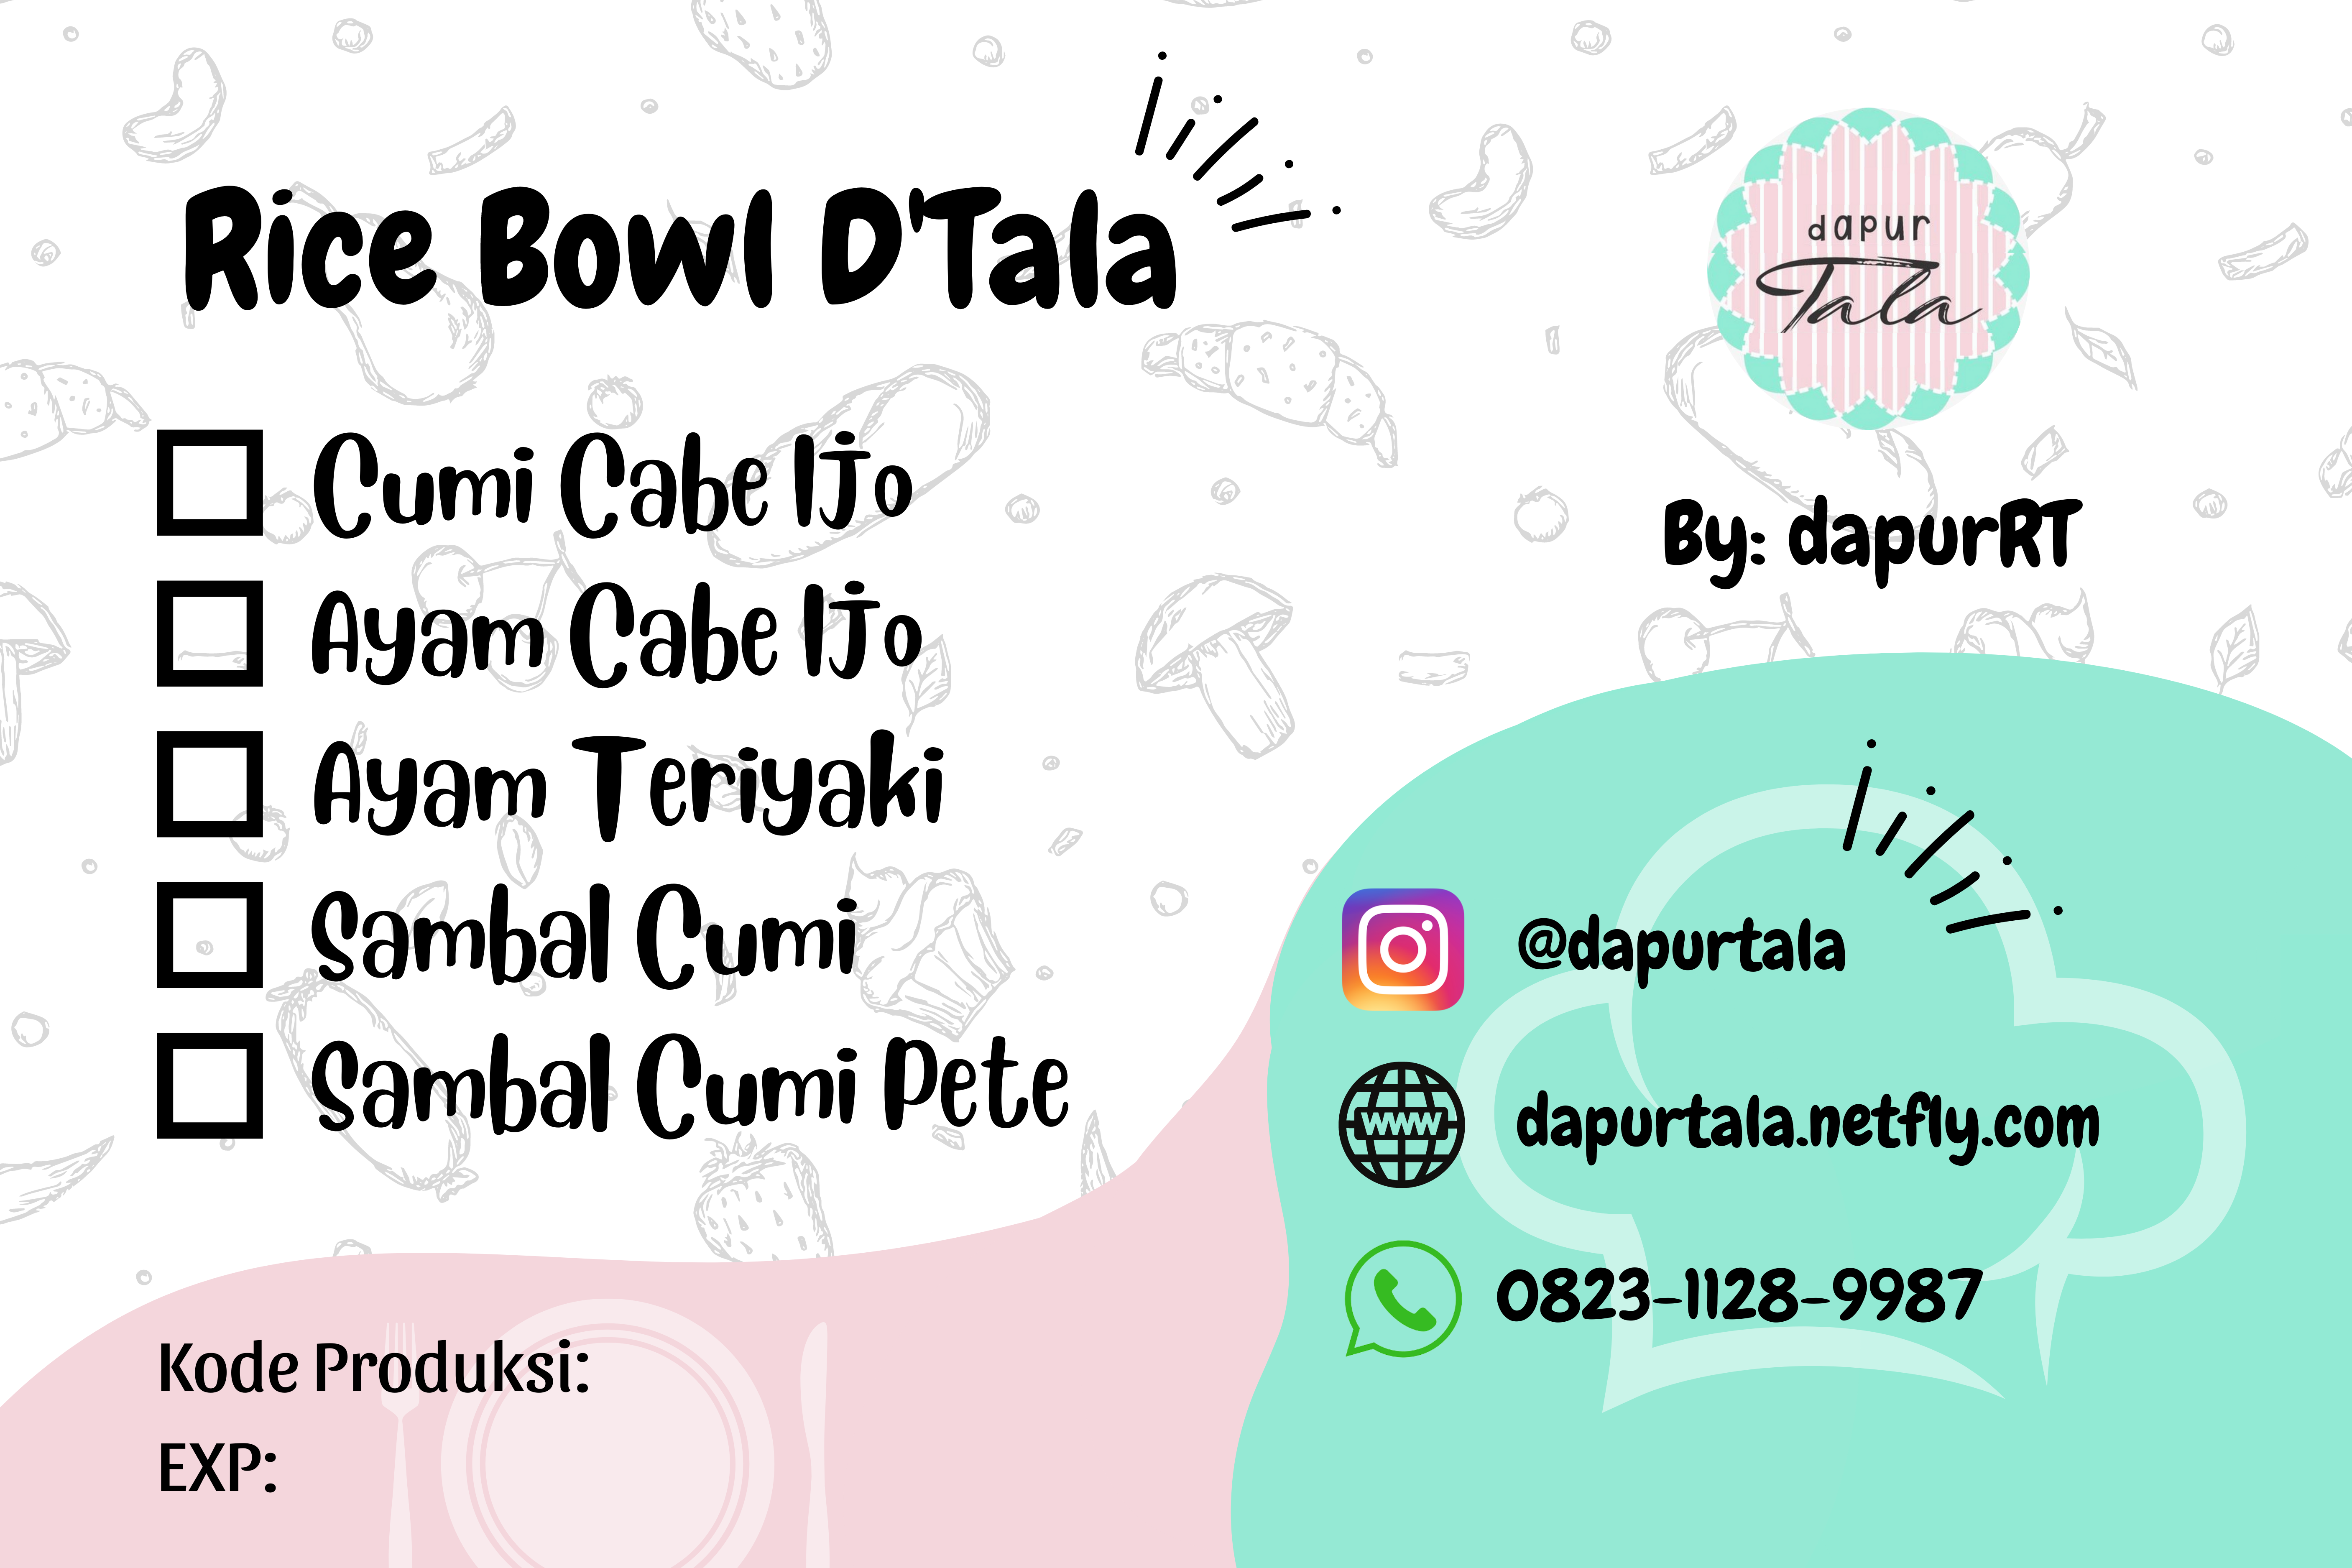 Rice Bowl D'Tala
Cumi Cabe IJo
Ayam Cabe IJo
Ayam Teriyaki
Sambal Cumi
Sambal Cumi Pete
Kode Produksi:
EXP:
dapur
Tala
By: dapurRT
@dapurtala
www
dapurtala.netfly.com
0823-1128-9987